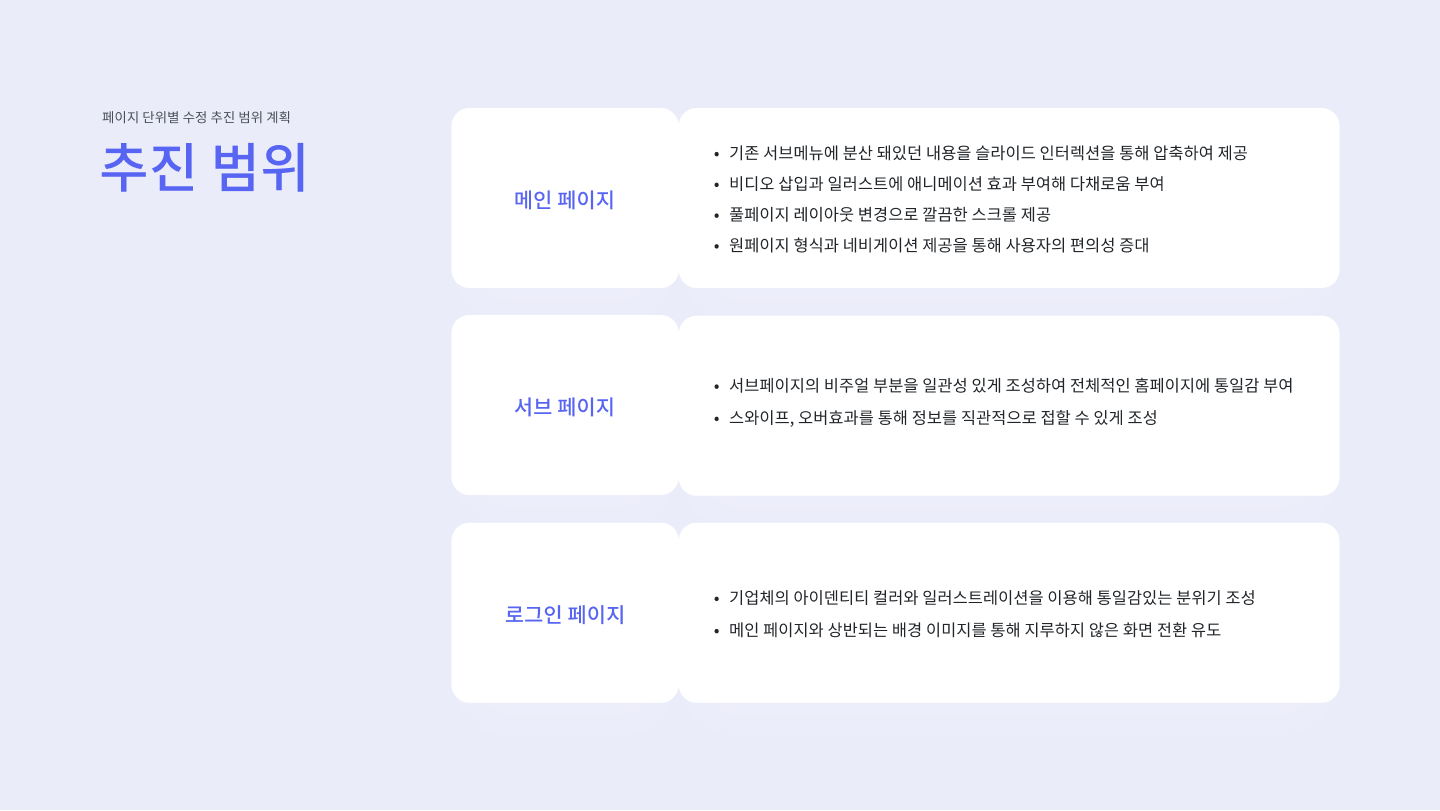 페이지 단위별 수정 추진 범위 계획
추진 범위
메인 페이지
• 기존 서브메뉴에 분산 돼있던 내용을 슬라이드 인터렉션을 통해 압축하여 제공
• 비디오 삽입과 일러스트에 애니메이션 효과 부여해 다채로움 부여
• 풀페이지 레이아웃 변경으로 깔끔한 스크롤 제공
• 원페이지 형식과 네비게이션 제공을 통해 사용자의 편의성 증대
서브 페이지
• 서브페이지의 비주얼 부분을 일관성 있게 조성하여 전체적인 홈페이지에 통일감 부여
• 스와이프, 오버효과를 통해 정보를 직관적으로 접할 수 있게 조성
로그인 페이지
• 기업체의 아이덴티티 컬러와 일러스트레이션을 이용해 통일감있는 분위기 조성
• 메인 페이지와 상반되는 배경 이미지를 통해 지루하지 않은 화면 전환 유도